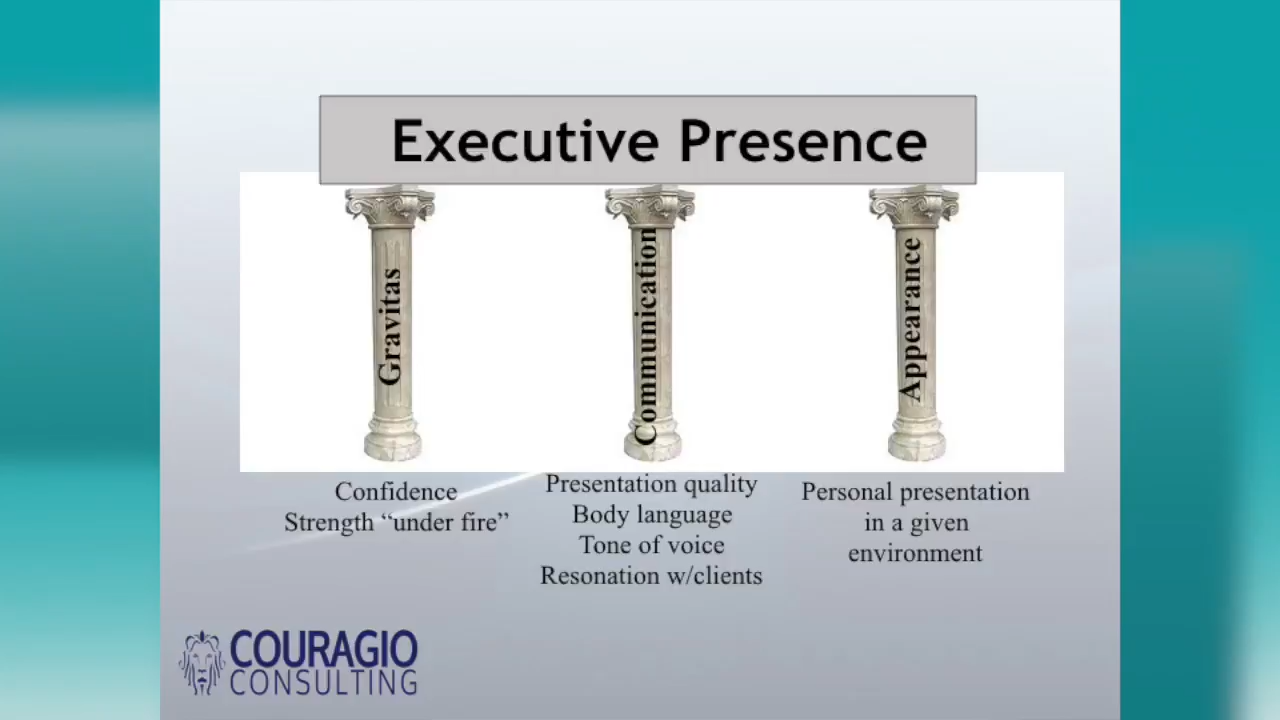 Executive Presence
Gravitas
Communication
Appearance
Confidence
Strength “under fire”
Presentation quality
Body language
Tone of voice
Resonation w/clients
Personal presentation
in a given
environment
COURAGIO
CONSULTING